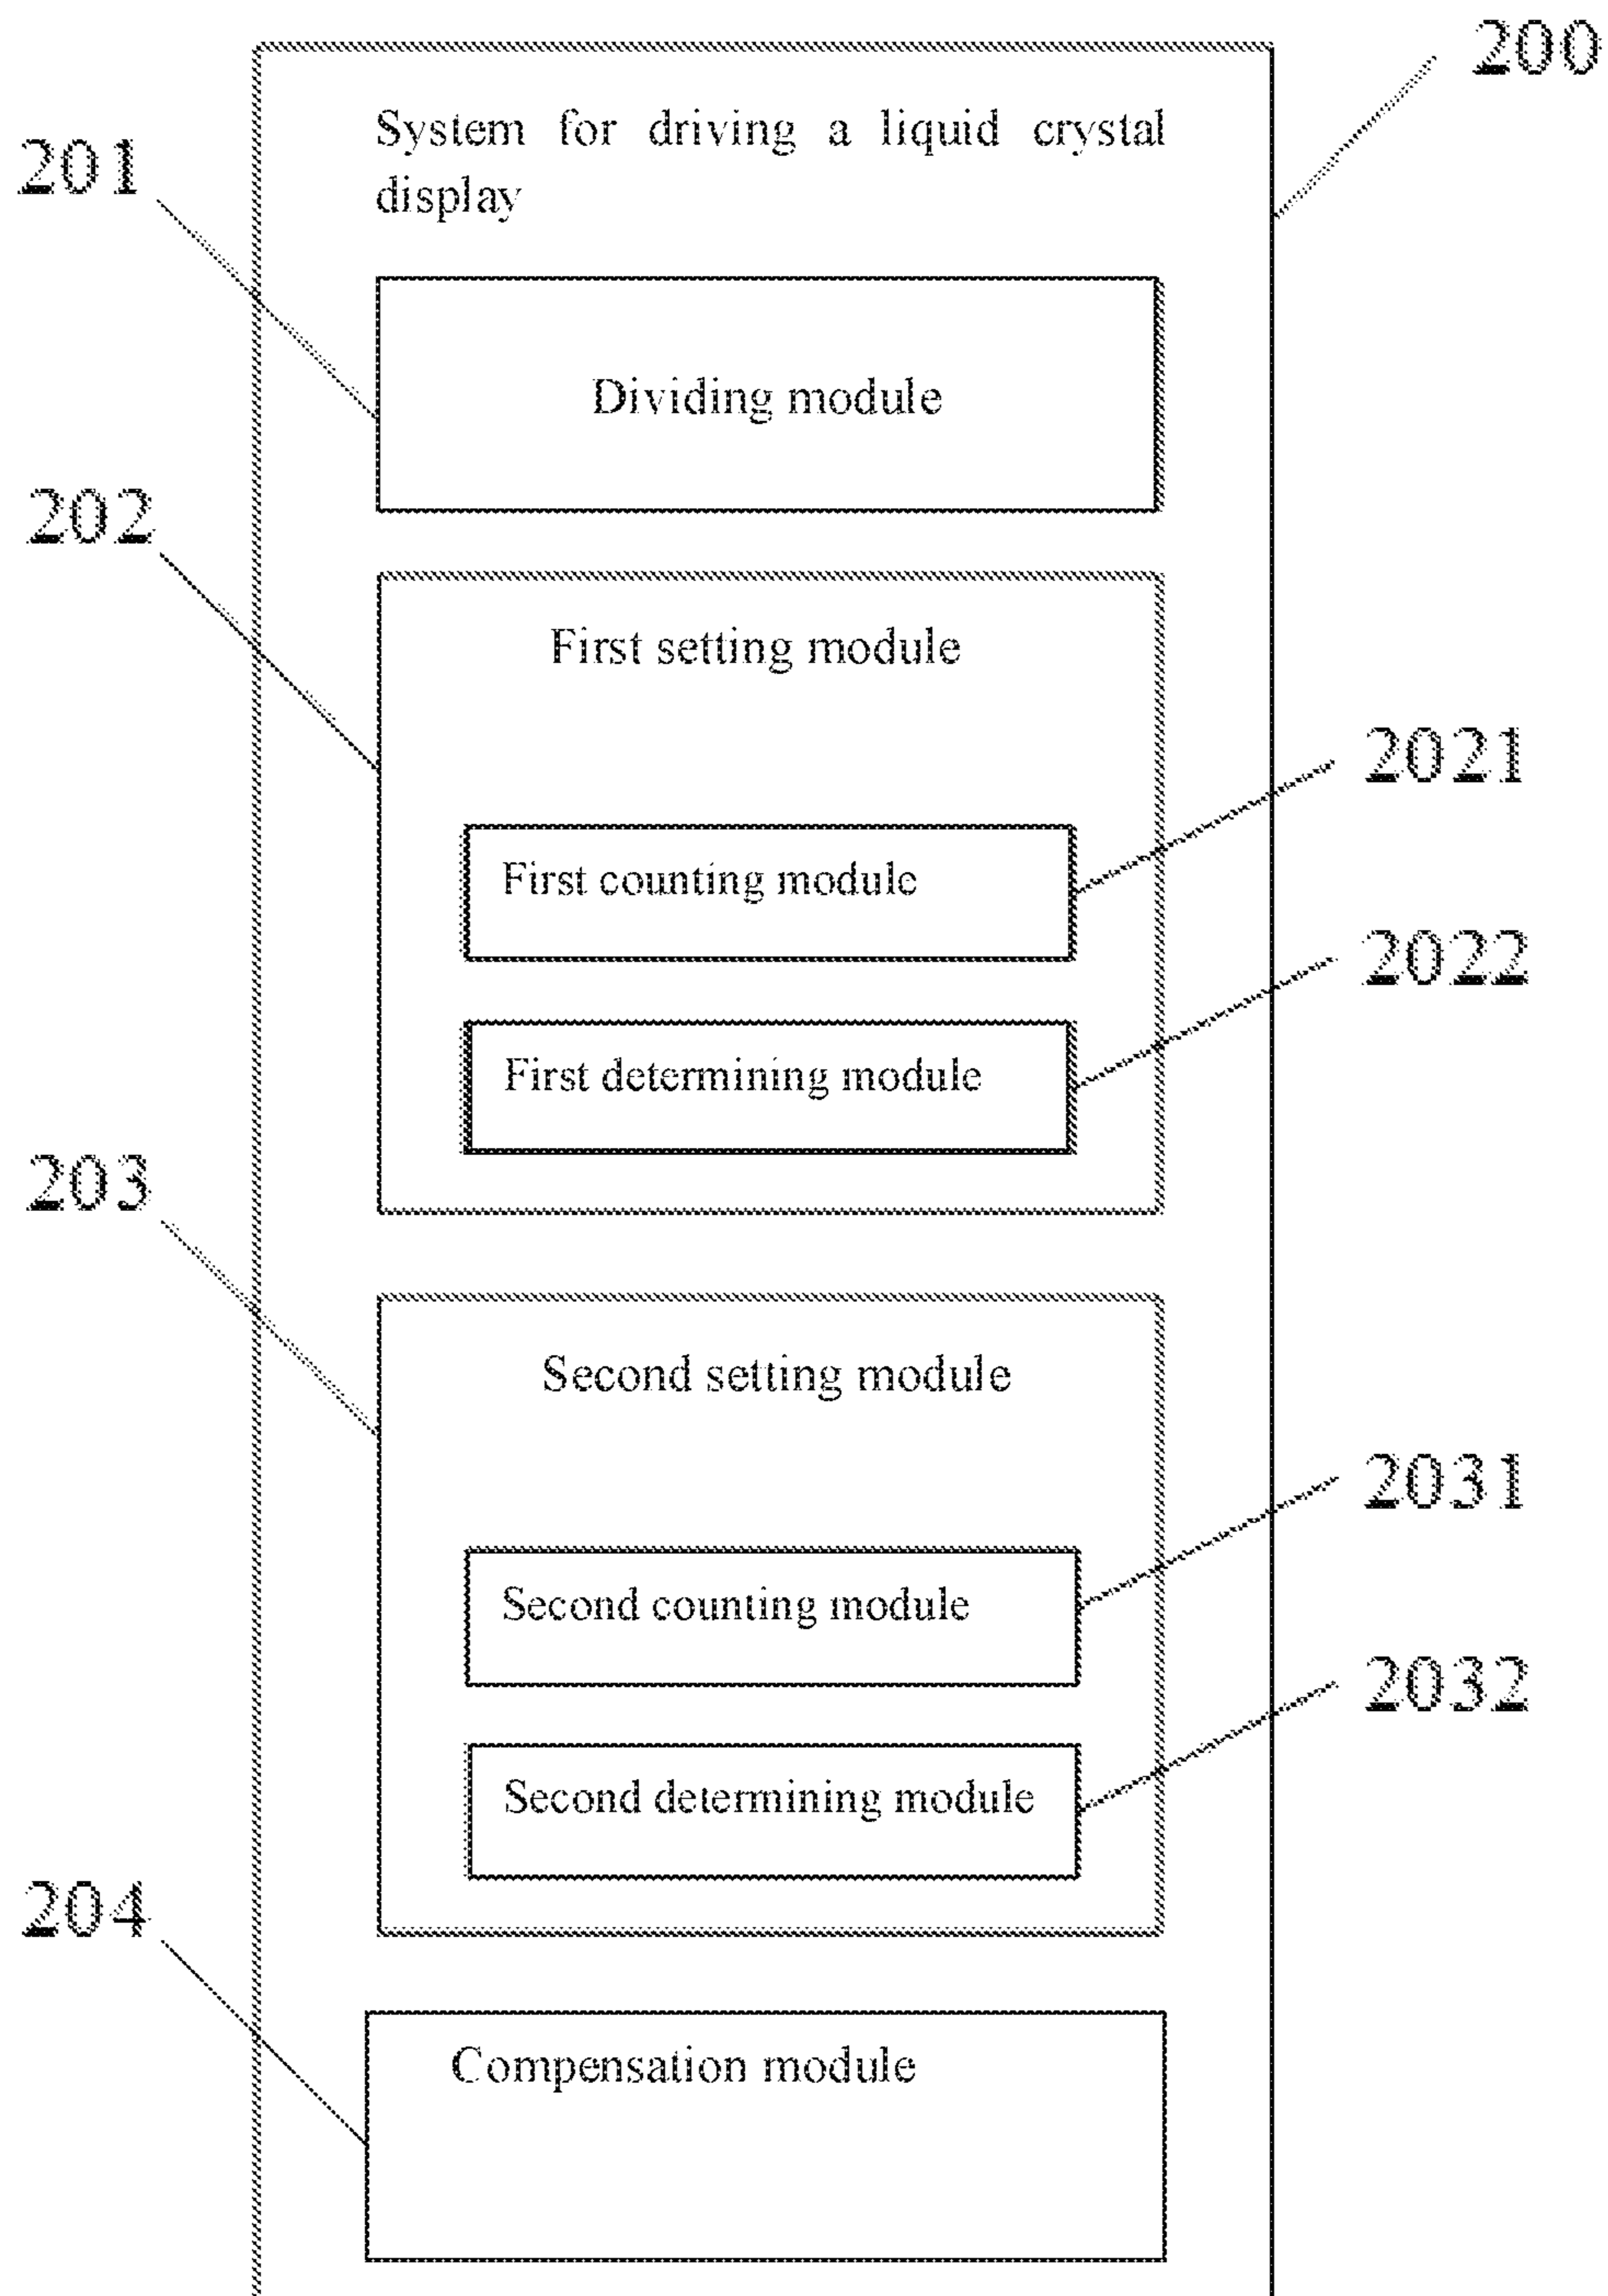 200
System for driving a liquid crystal
display
201
Dividing module
202
First setting module
2021
First counting module
2022
First determining module
203
Second setting module
2031
Second counting module
2032
Second determining module
204
Compensation module